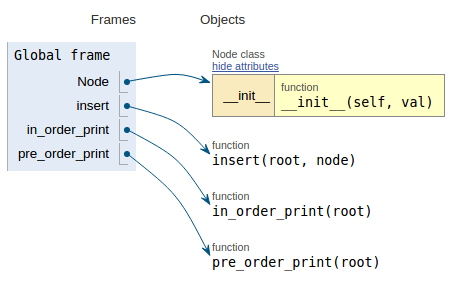 Frames Objects
Global frame
Node class
hide attributes
Node
__init__
function
__init__(self, val)
insert
in_order_print
pre_order_print
function
insert(root, node)
function
in_order_print(root)
function
pre_order_print(root)